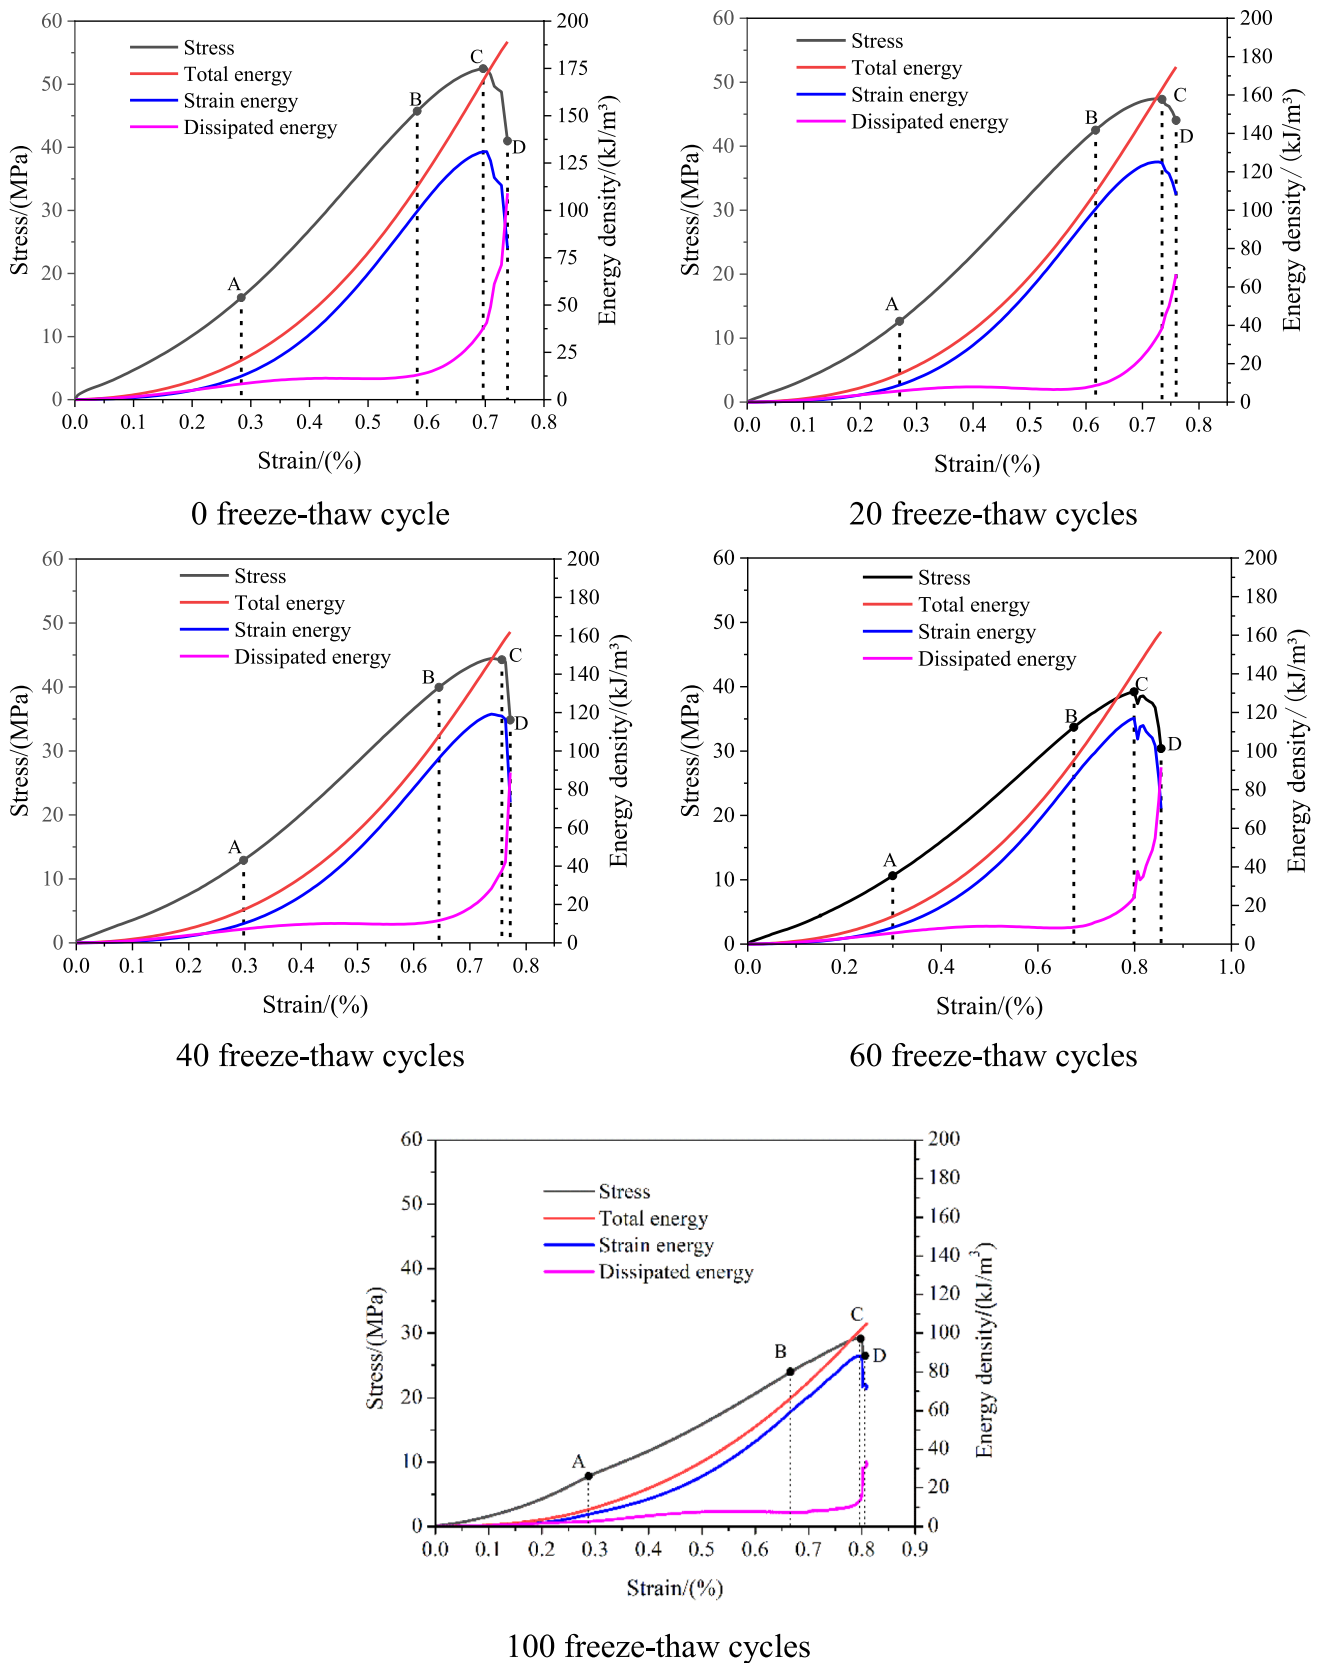 60
50
40
30
20
10
0
Stress/(MPa)
Stress
Total energy
Strain energy
Dissipated energy
A
B
C
D
200
175
150
125
100
75
50
25
0
Energy density/(kJ/m³)
0.0 0.1 0.2 0.3 0.4 0.5 0.6 0.7 0.8
Strain/(%)
0 freeze-thaw cycle
60
50
40
30
20
10
0
Stress/(MPa)
Stress
Total energy
Strain energy
Dissipated energy
A
B
C
D
200
180
160
140
120
100
80
60
40
20
0
Energy density/ (kJ/m³)
0.0 0.1 0.2 0.3 0.4 0.5 0.6 0.7 0.8
Strain/(%)
20 freeze-thaw cycles
60
50
40
30
20
10
0
Stress/(MPa)
Stress
Total energy
Strain energy
Dissipated energy
A
B
C
D
200
180
160
140
120
100
80
60
40
20
0
Energy density/(kJ/m³)
0.0 0.1 0.2 0.3 0.4 0.5 0.6 0.7 0.8
Strain/(%)
40 freeze-thaw cycles
60
50
40
30
20
10
0
Stress/(MPa)
Stress
Total energy
Strain energy
Dissipated energy
A
B
C
D
200
180
160
140
120
100
80
60
40
20
0
Energy density/ (kJ/m³)
0.0 0.2 0.4 0.6 0.8 1.0
Strain/(%)
60 freeze-thaw cycles
60
50
40
30
20
10
0
Stress/(MPa)
Stress
Total energy
Strain energy
Dissipated energy
A
B
C
D
200
180
160
140
120
100
80
60
40
20
0
Energy density/(kJ/m³)
0.0 0.1 0.2 0.3 0.4 0.5 0.6 0.7 0.8 0.9
Strain/(%)
100 freeze-thaw cycles